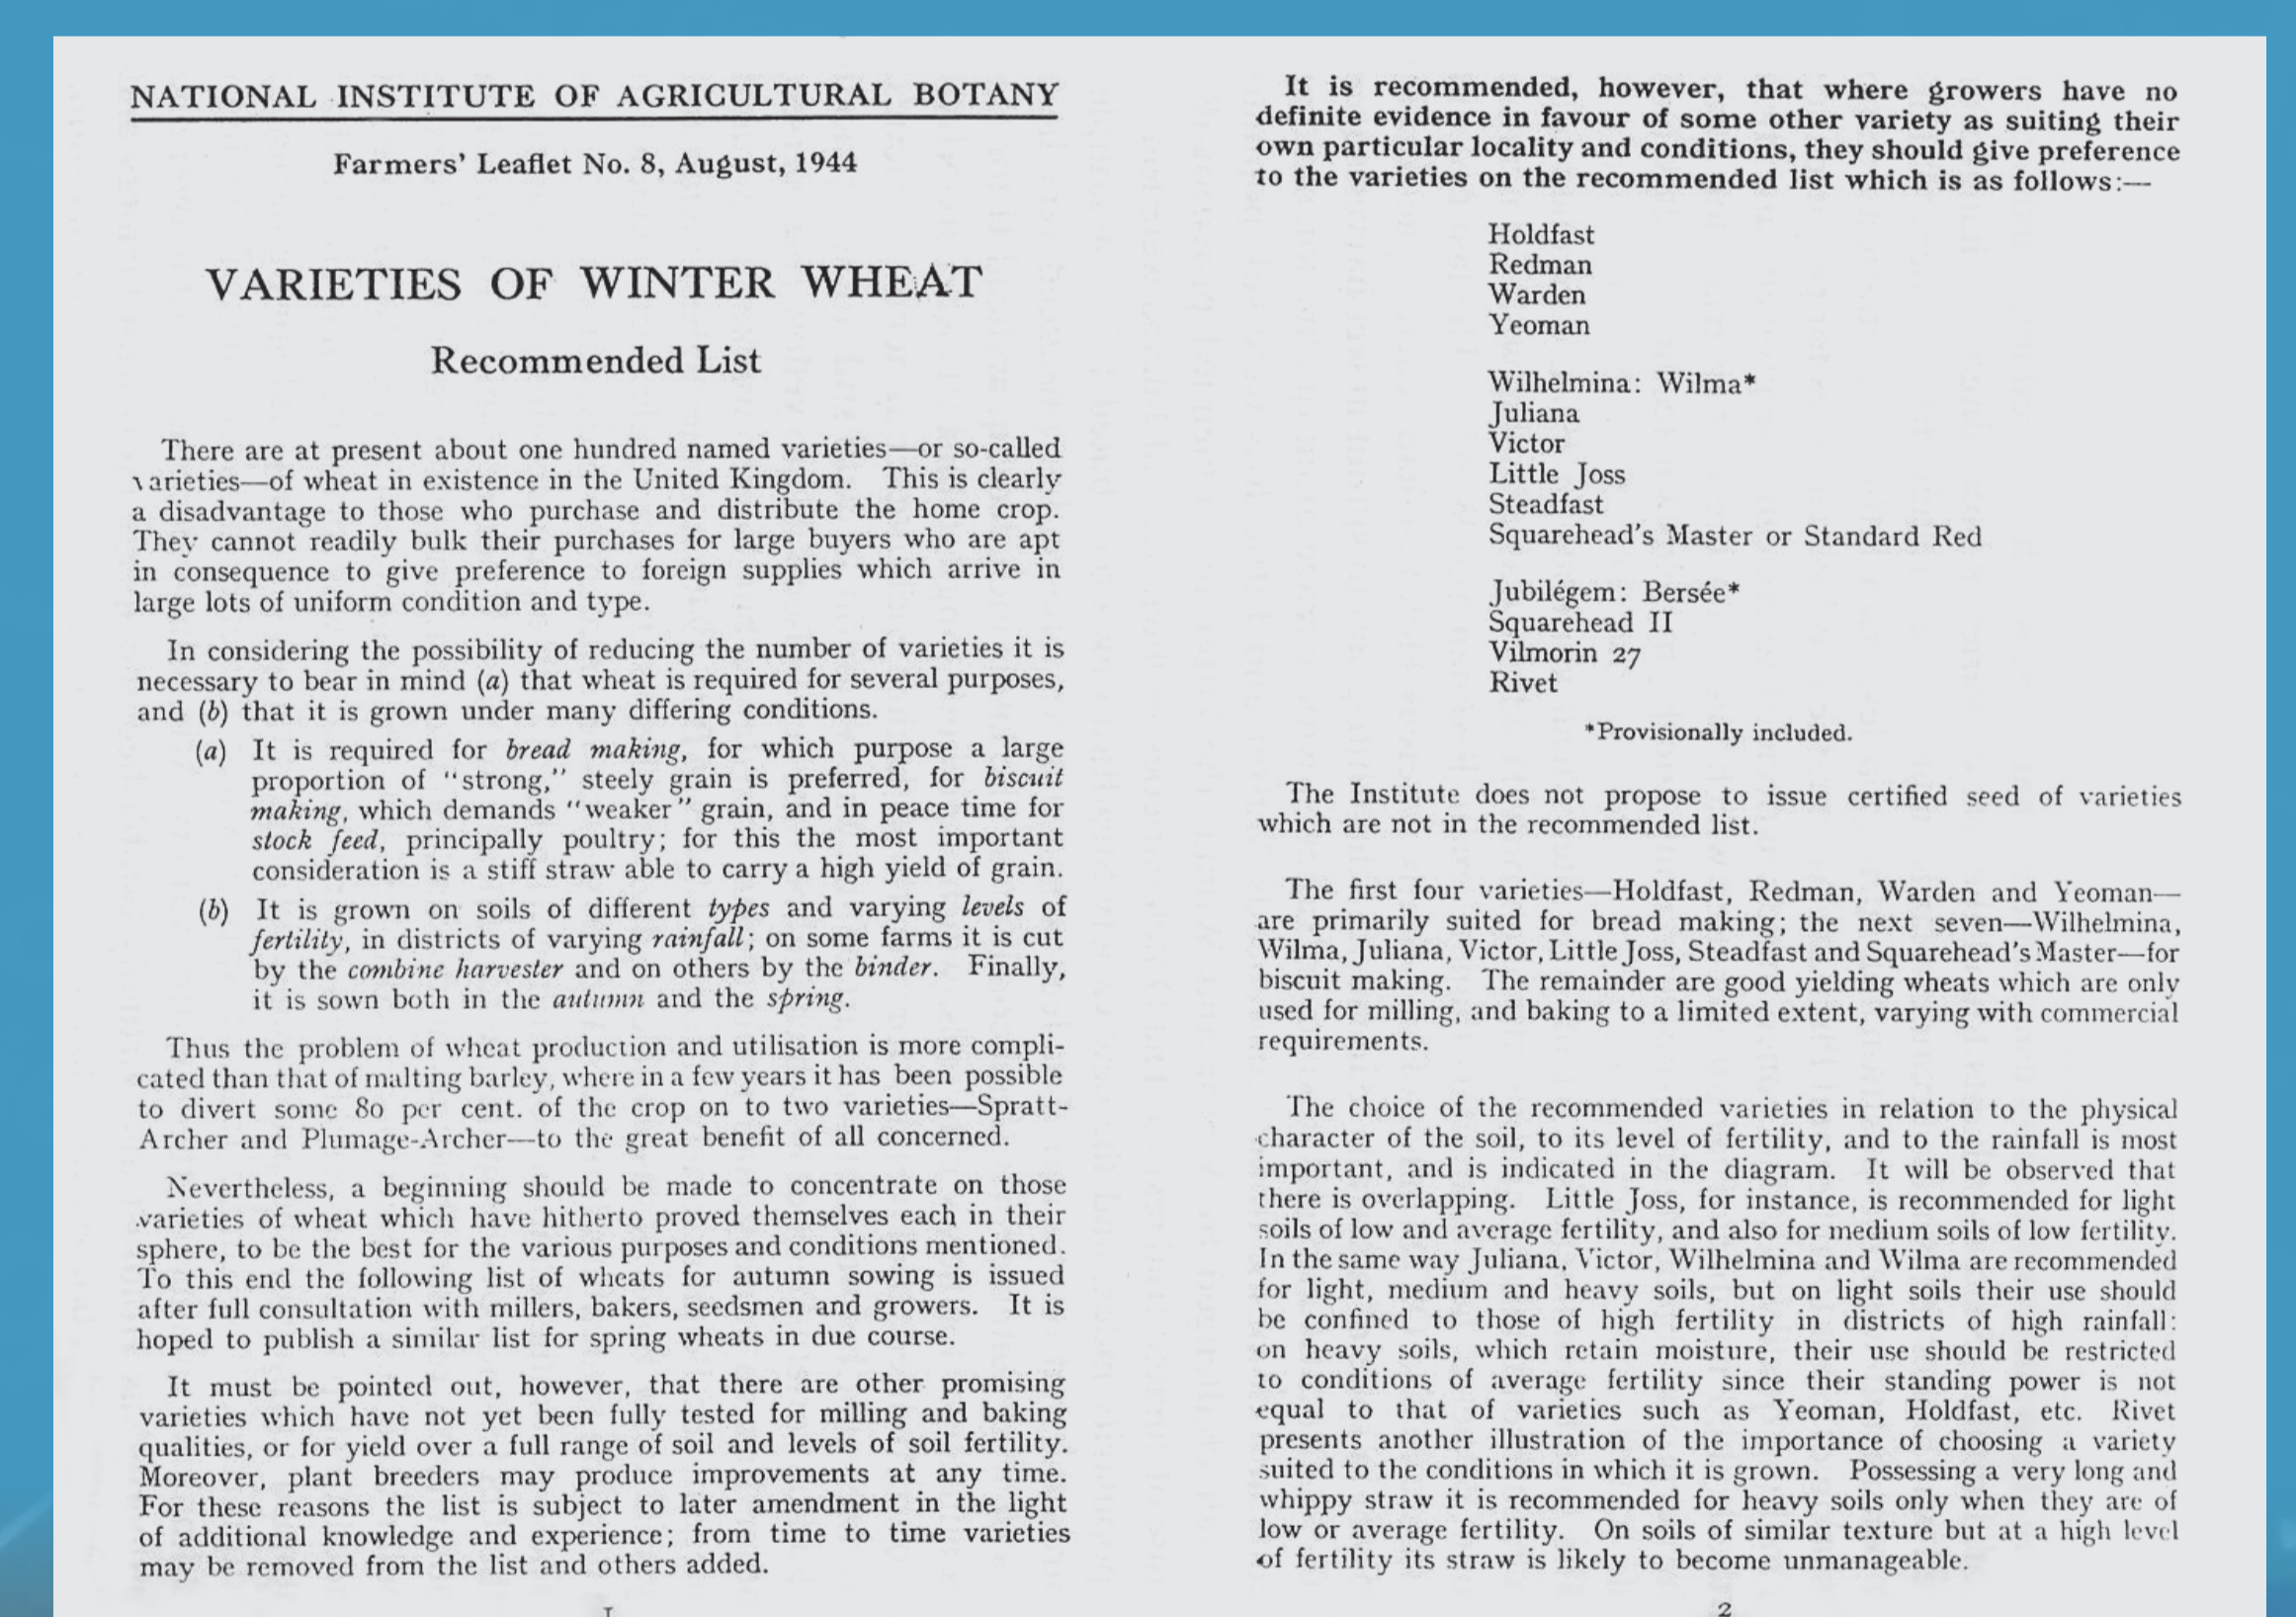 NATIONAL INSTITUTE OF AGRICULTURAL BOTANY
Farmers' Leaflet No. 8, August, 1944
VARIETIES OF WINTER WHEAT
Recommended List
There are at present about one hundred named varieties—or so-called
varieties—of wheat in existence in the United Kingdom. This is clearly
a disadvantage to those who purchase and distribute the home crop.
They cannot readily bulk their purchases for large buyers who are apt
in consequence to give preference to foreign supplies which arrive in
large lots of uniform condition and type.
In considering the possibility of reducing the number of varieties it is
necessary to bear in mind (a) that wheat is required for several purposes,
and (b) that it is grown under many differing conditions.
(a) It is required for bread making, for which purpose a large
proportion of "strong," steely grain is preferred, for biscuit
making, which demands "weaker" grain, and in peace time for
stock feed, principally poultry; for this the most important
consideration is a stiff straw able to carry a high yield of grain.
(b) It is grown on soils of different types and varying levels of
fertility, in districts of varying rainfall; on some farms it is cut
by the combine harvester and on others by the binder. Finally,
it is sown both in the autumn and the spring.
Thus the problem of wheat production and utilisation is more compli-
cated than that of malting barley, where in a few years it has been possible
to divert some 80 per cent. of the crop on to two varieties—Spratt-
Archer and Plumage-Archer—to the great benefit of all concerned.
Nevertheless, a beginning should be made to concentrate on those
varieties of wheat which have hitherto proved themselves each in their
sphere, to be the best for the various purposes and conditions mentioned.
To this end the following list of wheats for autumn sowing is issued
after full consultation with millers, bakers, seedsmen and growers. It is
hoped to publish a similar list for spring wheats in due course.
It must be pointed out, however, that there are other promising
varieties which have not yet been fully tested for milling and baking
qualities, or for yield over a full range of soil and levels of soil fertility.
Moreover, plant breeders may produce improvements at any time.
For these reasons the list is subject to later amendment in the light
of additional knowledge and experience; from time to time varieties
may be removed from the list and others added.
1
It is recommended, however, that where growers have no
definite evidence in favour of some other variety as suiting their
own particular locality and conditions, they should give preference
to the varieties on the recommended list which is as follows:—
Holdfast
Redman
Warden
Yeoman
Wilhelmina: Wilma*
Juliana
Victor
Little Joss
Steadfast
Squarehead's Master or Standard Red
Jubilégem: Bersée*
Squarehead II
Vilmorin 27
Rivet
*Provisionally included.
The Institute does not propose to issue certified seed of varieties
which are not in the recommended list.
The first four varieties—Holdfast, Redman, Warden and Yeoman—
are primarily suited for bread making; the next seven—Wilhelmina,
Wilma, Juliana, Victor, Little Joss, Steadfast and Squarehead's Master—for
biscuit making. The remainder are good yielding wheats which are only
used for milling, and baking to a limited extent, varying with commercial
requirements.
The choice of the recommended varieties in relation to the physical
character of the soil, to its level of fertility, and to the rainfall is most
important, and is indicated in the diagram. It will be observed that
there is overlapping. Little Joss, for instance, is recommended for light
soils of low and average fertility, and also for medium soils of low fertility.
In the same way Juliana, Victor, Wilhelmina and Wilma are recommended
for light, medium and heavy soils, but on light soils their use should
be confined to those of high fertility in districts of high rainfall:
on heavy soils, which retain moisture, their use should be restricted
to conditions of average fertility since their standing power is not
equal to that of varieties such as Yeoman, Holdfast, etc. Rivet
presents another illustration of the importance of choosing a variety
suited to the conditions in which it is grown. Possessing a very long and
whippy straw it is recommended for heavy soils only when they are of
low or average fertility. On soils of similar texture but at a high level
of fertility its straw is likely to become unmanageable.
2